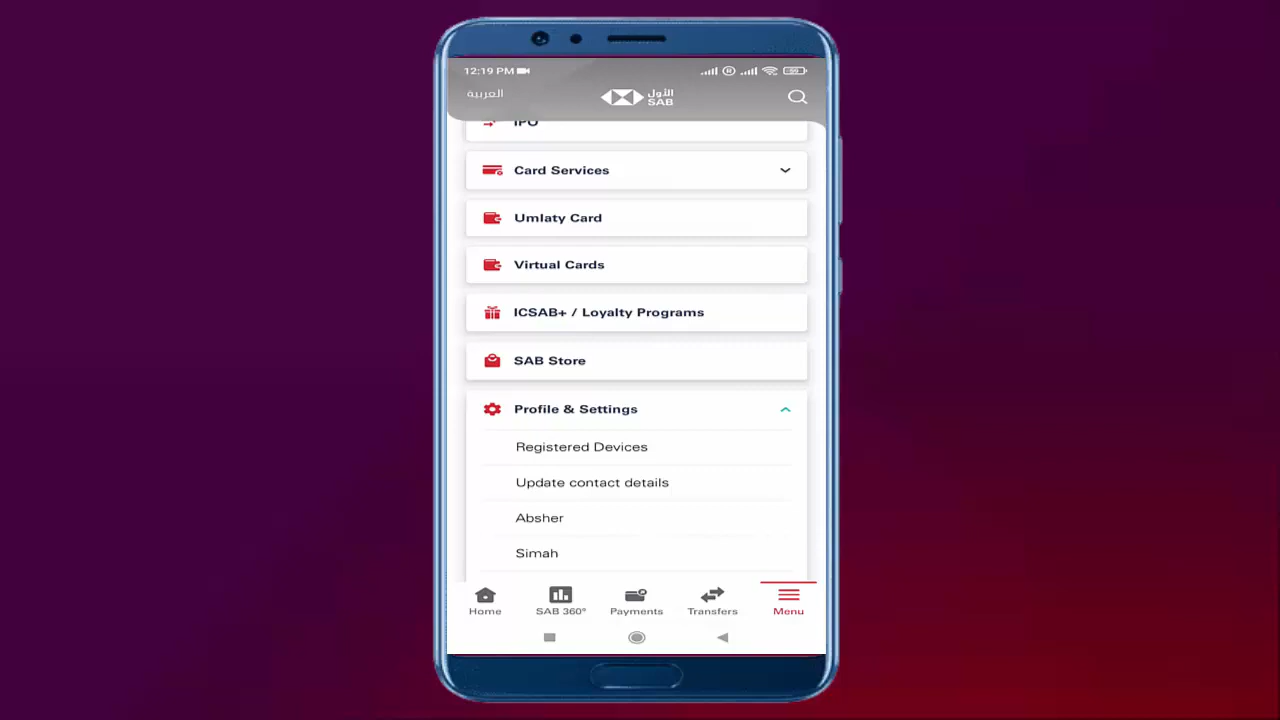 12:19 PM
العربية
الأول
SAB
IPO
Card Services
Umlaty Card
Virtual Cards
ICSAB+ / Loyalty Programs
SAB Store
Profile & Settings
Registered Devices
Update contact details
Absher
Simah
Home
SAB 360°
Payments
Transfers
Menu